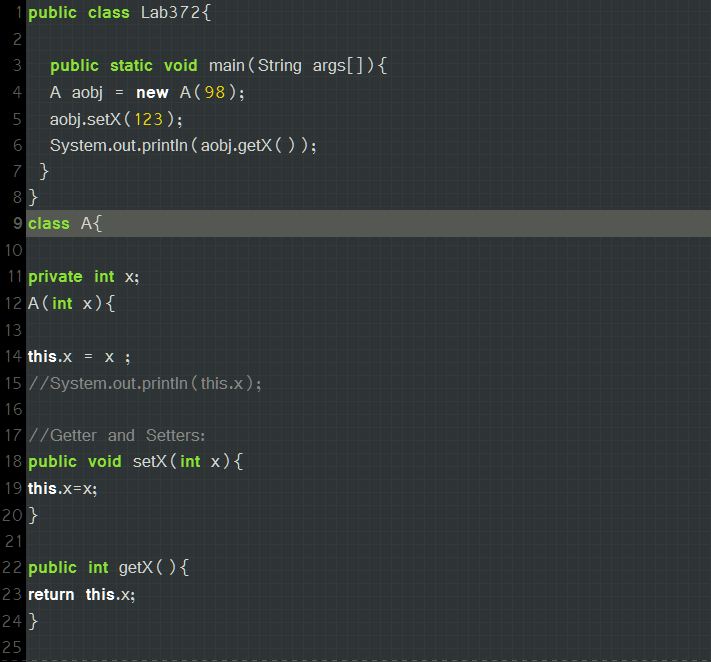 1 public class Lab372{
2
3 public static void main(String args[]){
4 A aobj = new A(98);
5 aobj.setX(123);
6 System.out.println(aobj.getX());
7 }
8 }
9 class A{
10
11 private int x;
12 A(int x){
13
14 this.x = x ;
15 //System.out.println(this.x);
16
17 //Getter and Setters:
18 public void setX(int x){
19 this.x=x;
20 }
21
22 public int getX(){
23 return this.x;
24 }
25